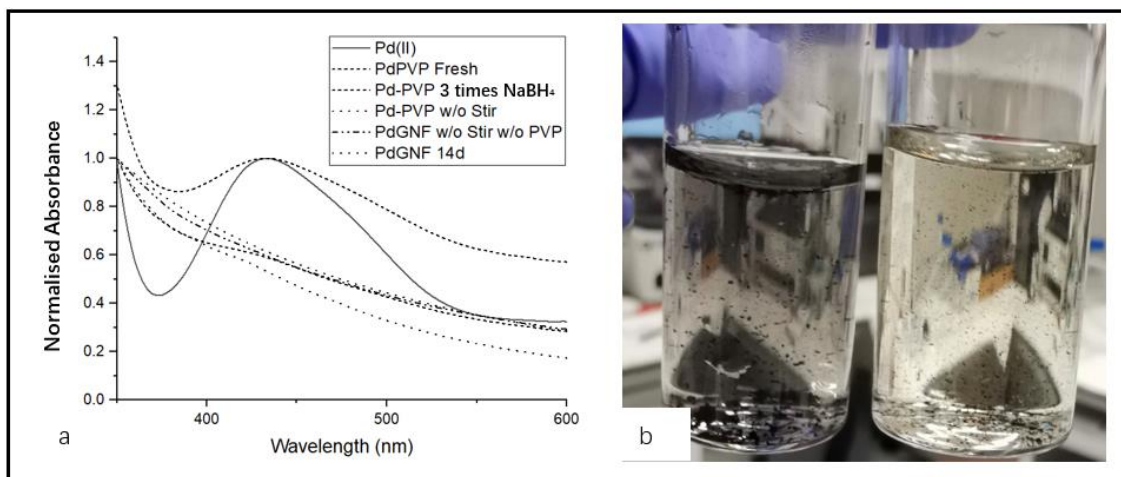 1.4
1.2
1.0
0.8
0.6
0.4
0.2
0.0
Normalised Absorbance
Pd(II)
PdPVP Fresh
Pd-PVP 3 times NaBH₄
Pd-PVP w/o Stir
PdGNF w/o Stir w/o PVP
PdGNF 14d
400
500
600
Wavelength (nm)
a
b